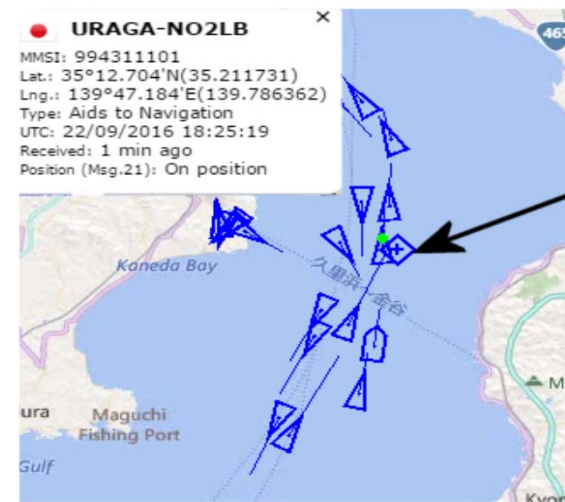 ×
URAGA-NO2LB
MMSI: 994311101
Lat.: 35°12.704'N(35.211731)
Lng.: 139°47.184'E(139.786362)
Type: Aids to Navigation
UTC: 22/09/2016 18:25:19
Received: 1 min ago
Position (Msg.21): On position
465
Kaneda Bay
久里浜-金谷
M
ura
Maguchi
Fishing Port
Gulf
Kyon